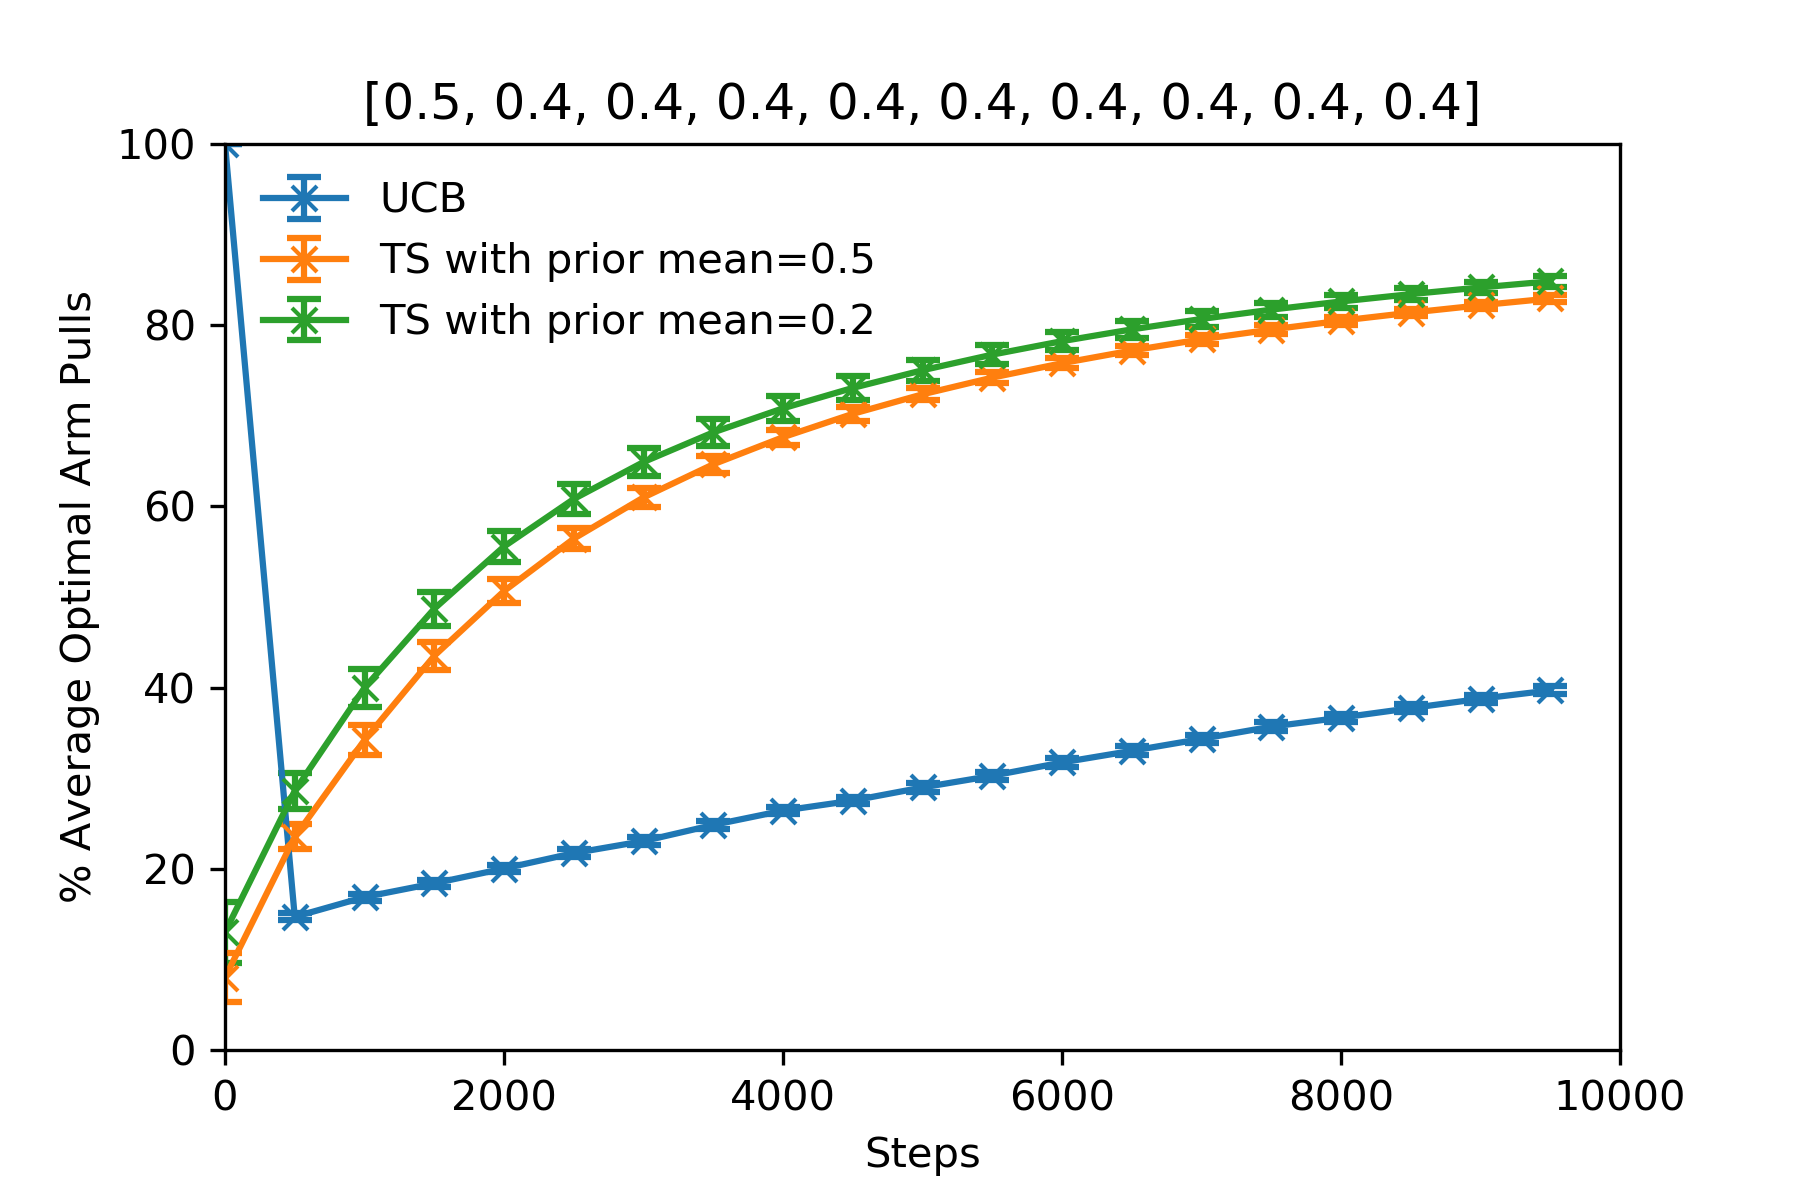 [0.5, 0.4, 0.4, 0.4, 0.4, 0.4, 0.4, 0.4, 0.4, 0.4]
% Average Optimal Arm Pulls
100
80
60
40
20
0
UCB
TS with prior mean=0.5
TS with prior mean=0.2
0 2000 4000 6000 8000 10000
Steps